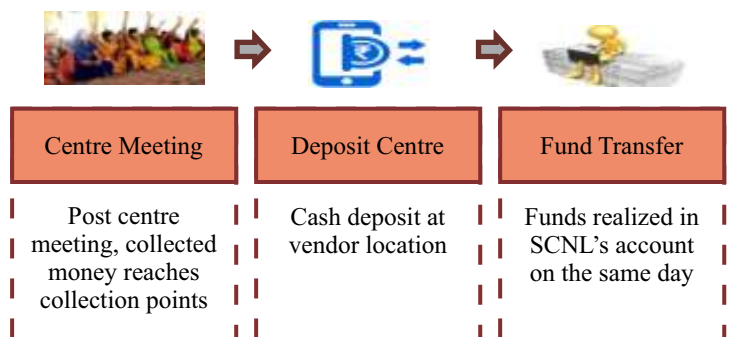 Centre Meeting
Deposit Centre
Fund Transfer
Post centre
meeting, collected
money reaches
collection points
Cash deposit at
vendor location
Funds realized in
SCNL’s account
on the same day